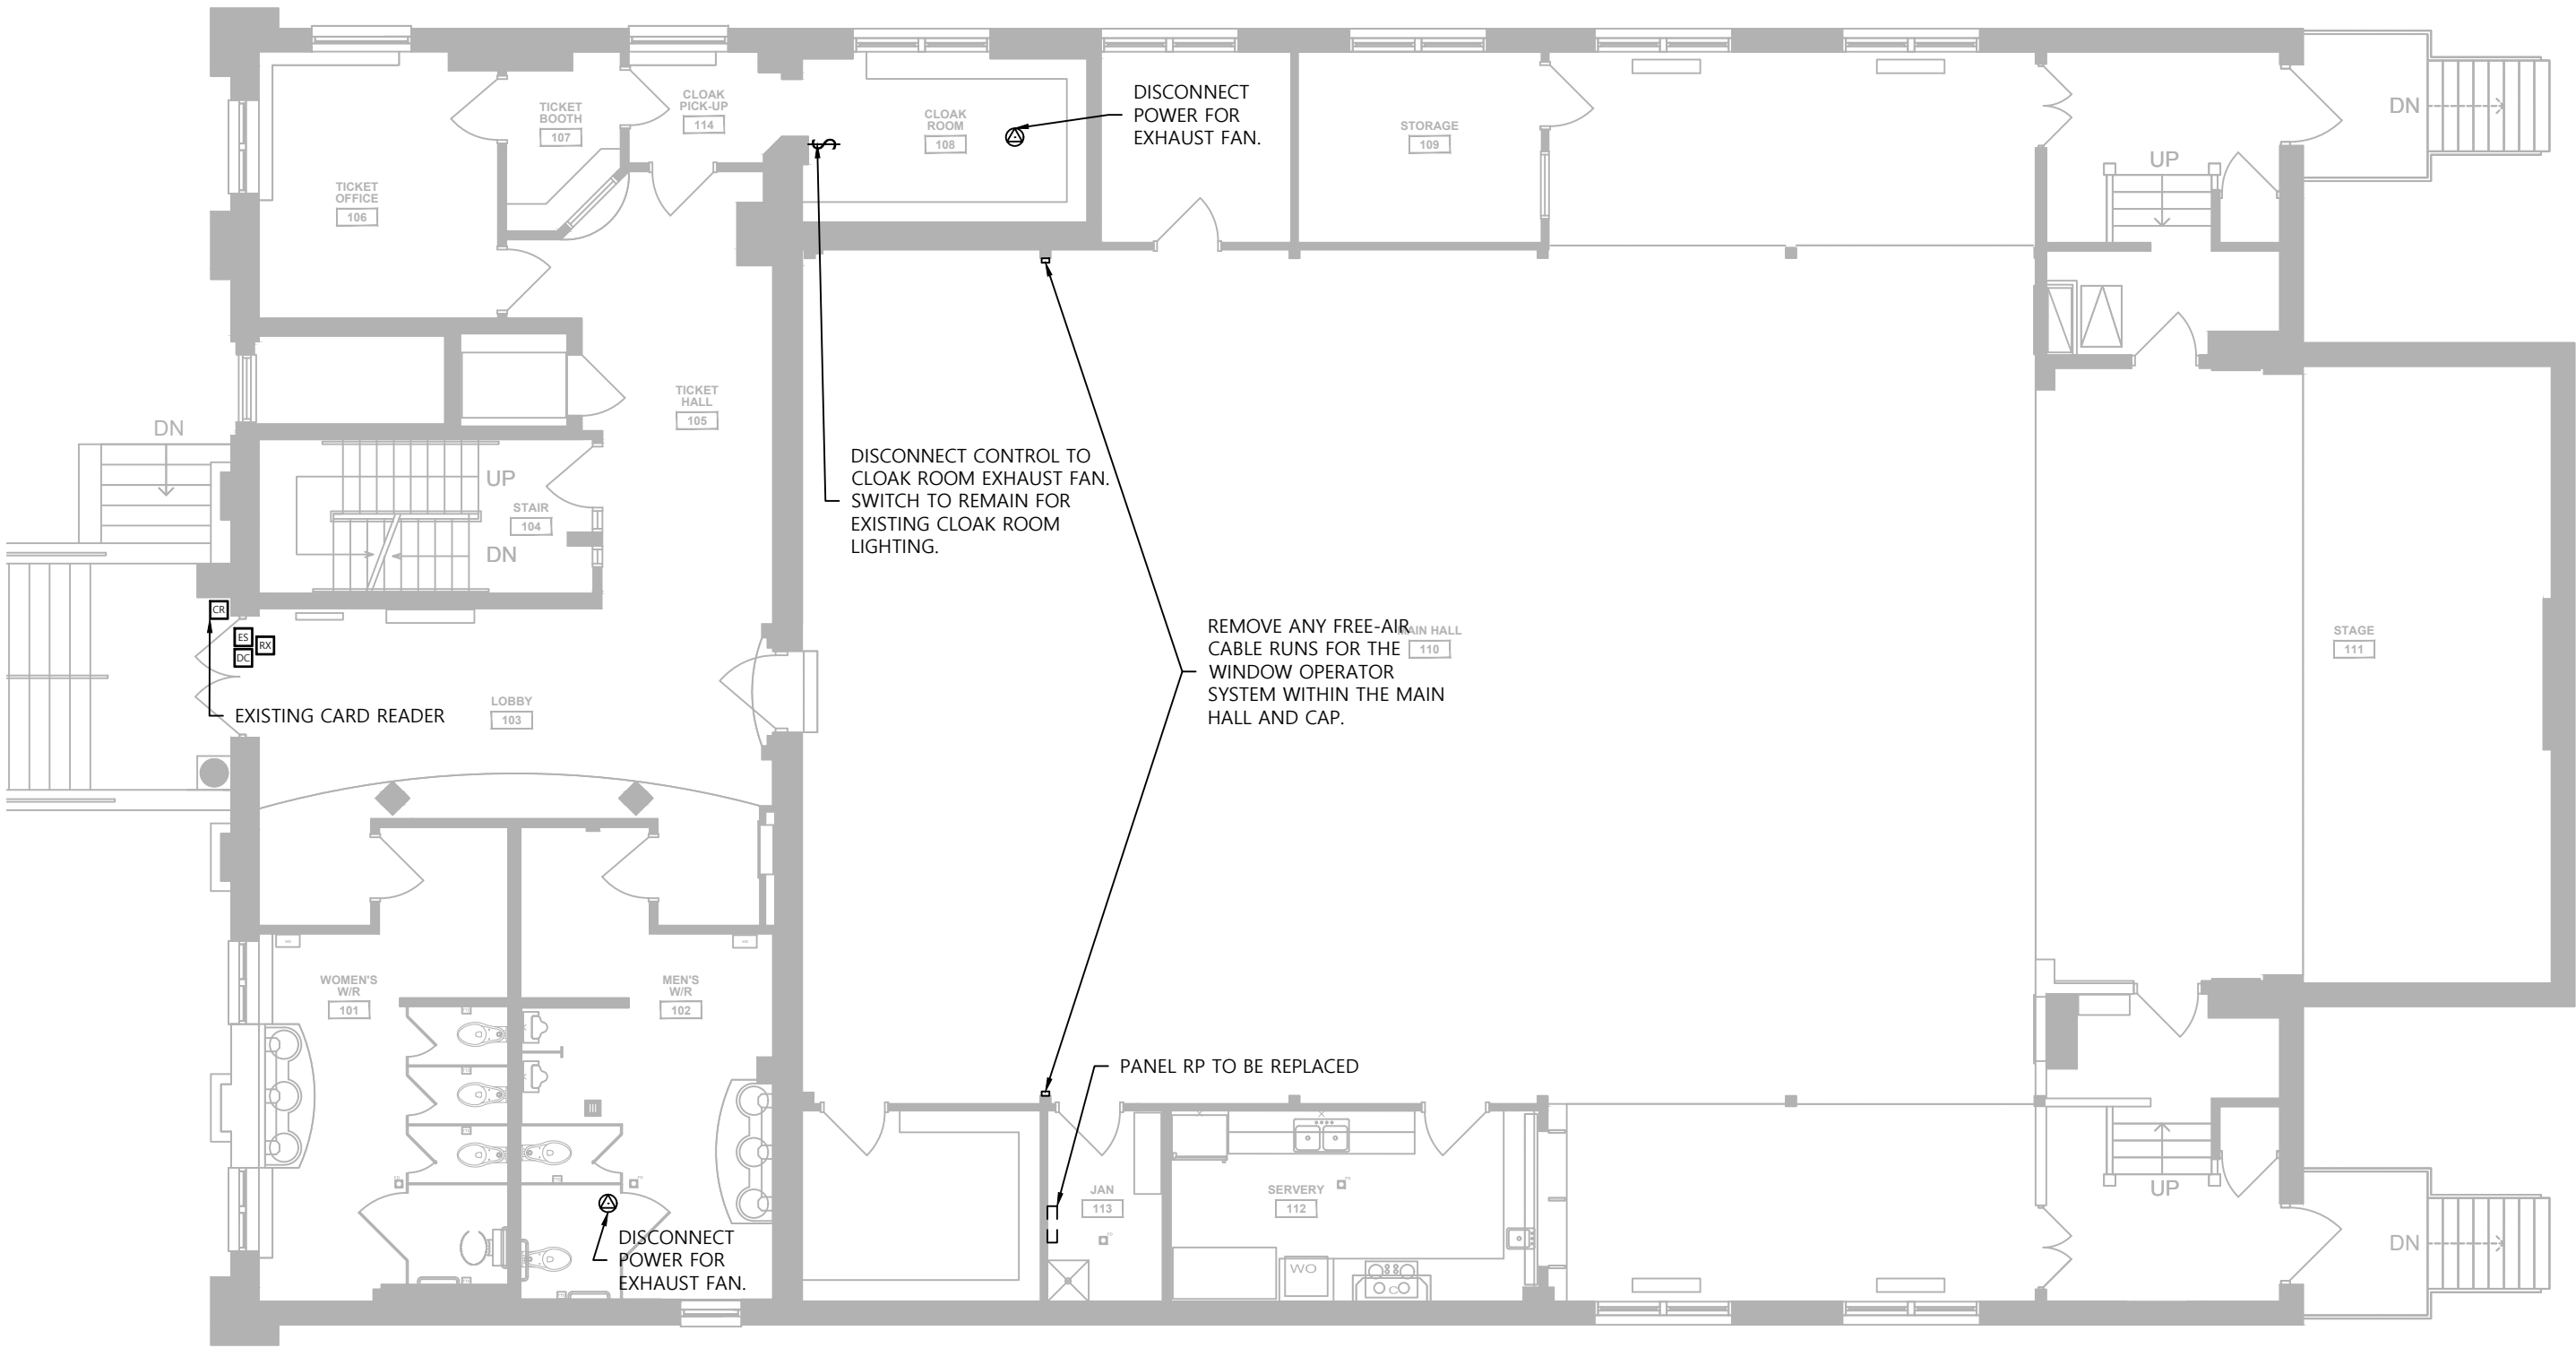 DISCONNECT
POWER FOR
EXHAUST FAN.
TICKET
BOOTH
107
CLOAK
PICK-UP
114
CLOAK
ROOM
108
STORAGE
109
DN
UP
TICKET
OFFICE
106
TICKET
HALL
105
DN
UP
STAIR
104
DN
DISCONNECT CONTROL TO
CLOAK ROOM EXHAUST FAN.
SWITCH TO REMAIN FOR
EXISTING CLOAK ROOM
LIGHTING.
CR
ES
RX
DC
EXISTING CARD READER
LOBBY
103
REMOVE ANY FREE-AIR
CABLE RUNS FOR THE
WINDOW OPERATOR
SYSTEM WITHIN THE MAIN
HALL AND CAP.
MAIN HALL
110
STAGE
111
WOMEN'S
W/R
101
MEN'S
W/R
102
PANEL RP TO BE REPLACED
JAN
113
SERVERY
112
WO
UP
DN
DISCONNECT
POWER FOR
EXHAUST FAN.